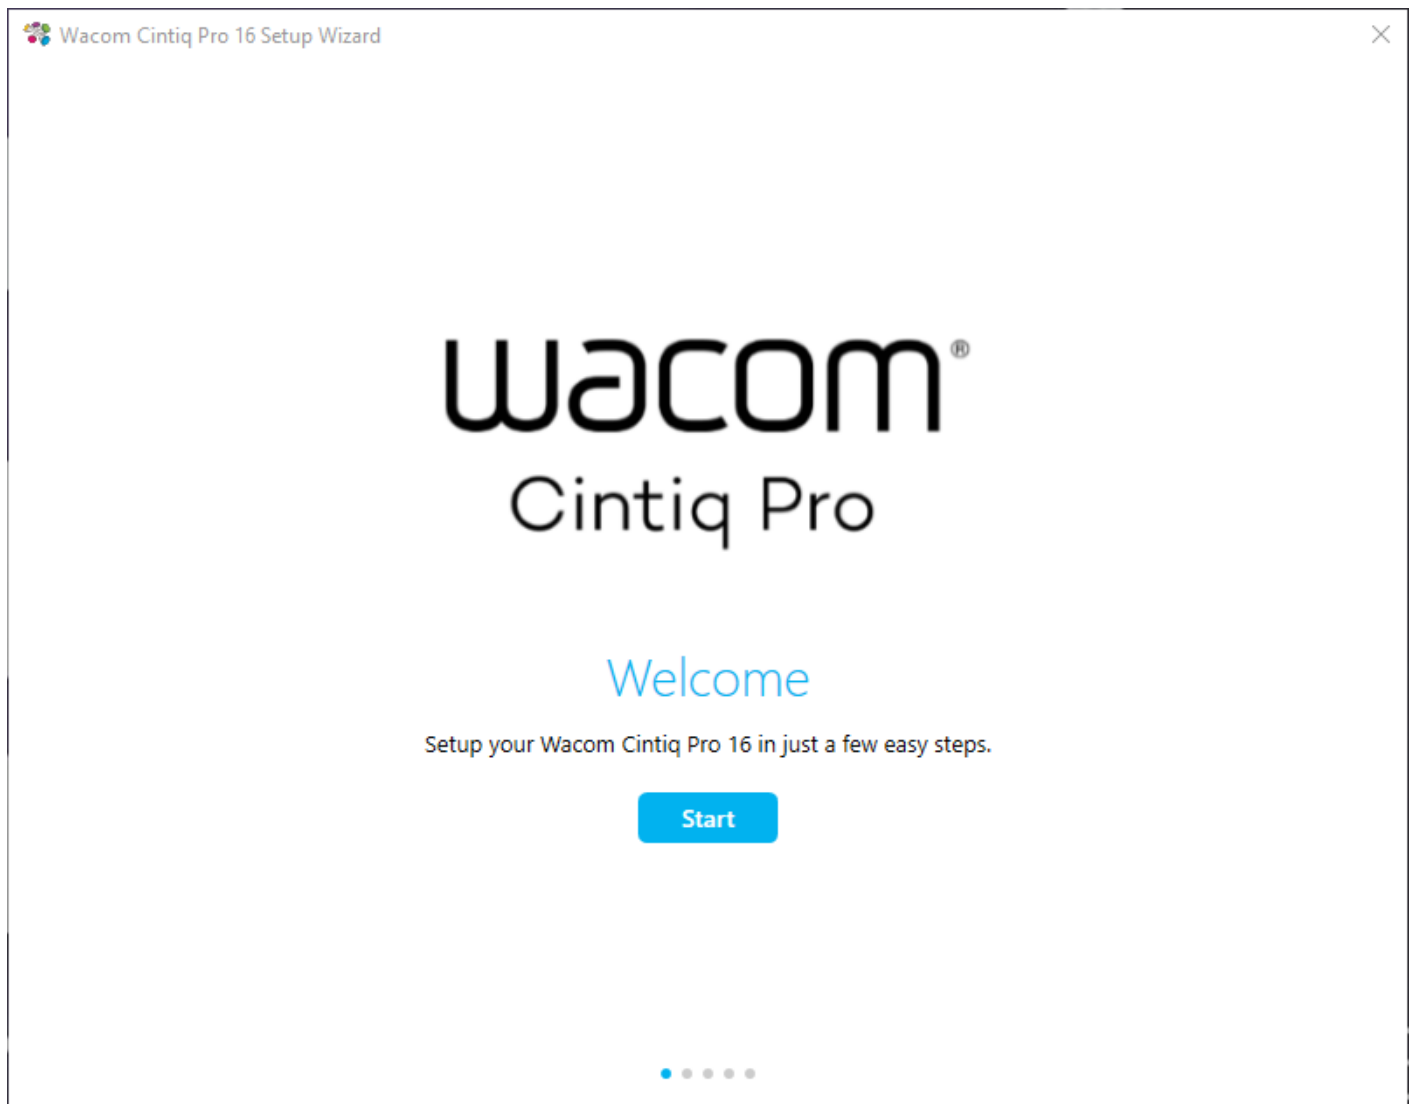 Wacom Cintiq Pro 16 Setup Wizard
wacom®
Cintiq Pro
Welcome
Setup your Wacom Cintiq Pro 16 in just a few easy steps.
Start